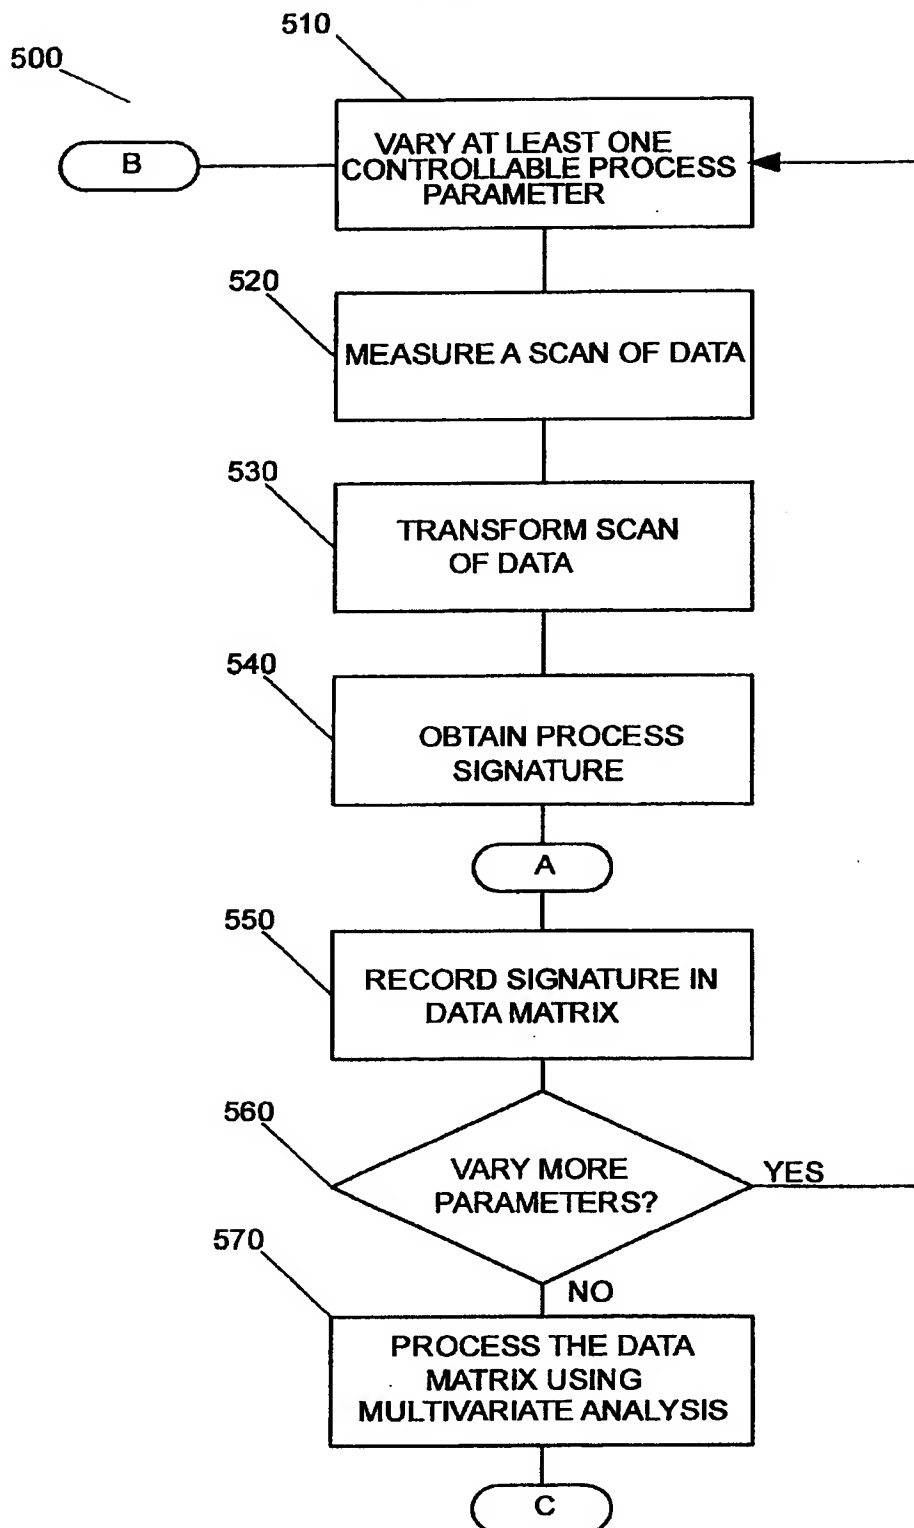 510
500
B
VARY AT LEAST ONE
CONTROLLABLE PROCESS
PARAMETER
520
MEASURE A SCAN OF DATA
530
TRANSFORM SCAN
OF DATA
540
OBTAIN PROCESS
SIGNATURE
A
550
RECORD SIGNATURE IN
DATA MATRIX
560
VARY MORE
PARAMETERS?
YES
570
NO
PROCESS THE DATA
MATRIX USING
MULTIVARIATE ANALYSIS
C